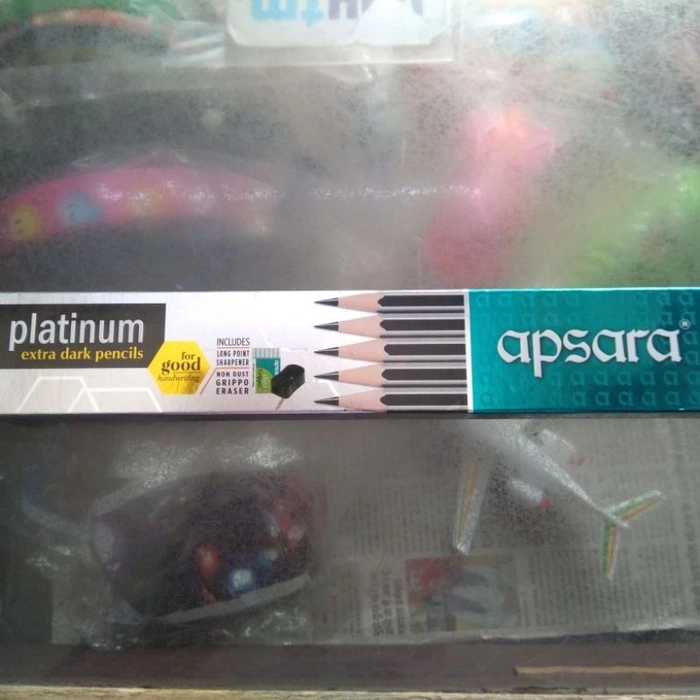 platinum
extra dark pencils
for
good
handwriting
INCLUDES
LONG POINT
SHARPENER
NON DUST
GRIPPO
ERASER
apsara®